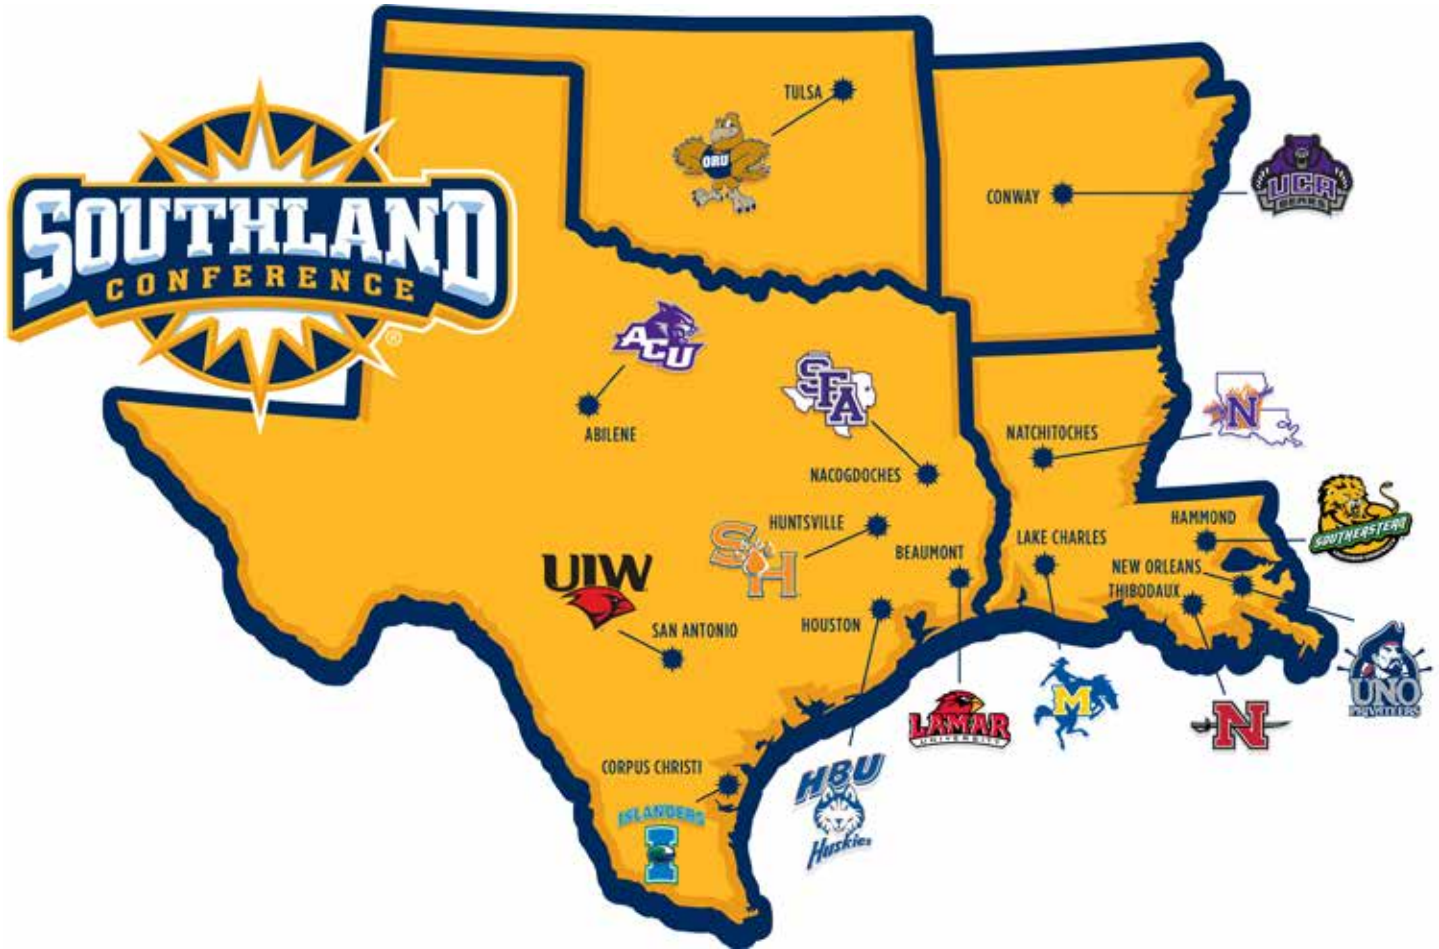 SOUTHLAND
CONFERENCE
®
TULSA
ORU
CONWAY
UCA
BEARS
ACU
ABILENE
SFA
NACOGDOCHES
NATCHITOCHES
N
HUNTSVILLE
SH
BEAUMONT
LAKE CHARLES
HAMMOND
SOUTHEASTERN
NEW ORLEANS
THIBODAUX
UIW
SAN ANTONIO
HOUSTON
UNO
PRIVATEERS
LAMAR
UNIVERSITY
M
N
CORPUS CHRISTI
ISLANDERS
I
HBU
Huskies